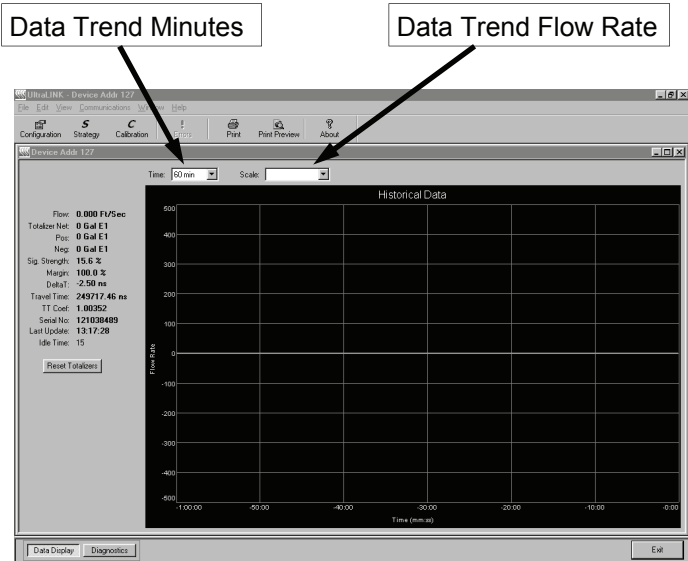 Data Trend Minutes
Data Trend Flow Rate
UltraLINK - Device Addr 127
File Edit View Communications Window Help
Configuration Strategy Calibration Errors Print Print Preview About
Device Addr 127
Time: 60 min Scale:
Historical Data
Flow: 0.000 Ft/Sec
Totalizer Net: 0 Gal E1
Pos: 0 Gal E1
Neg: 0 Gal E1
Sig. Strength: 15.6 %
Margin: 100.0 %
DeltaT: -2.50 ns
Travel Time: 249717.46 ns
TT Coef: 1.00352
Serial No: 121038489
Last Update: 13:17:28
Idle Time: 15
Reset Totalizers
500
400
300
200
100
0
-100
-200
-300
-400
-500
Flow Rate
-1:00:00 -50:00 -40:00 -30:00 -20:00 -10:00 -0:00
Time (mm:ss)
Data Display Diagnostics Exit